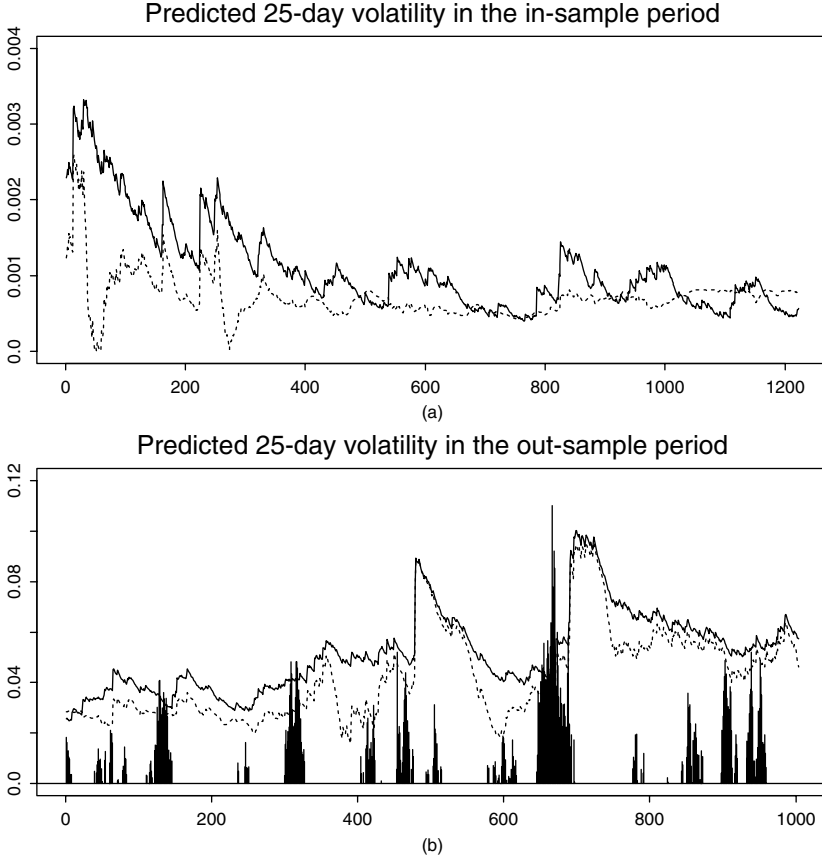 Predicted 25-day volatility in the in-sample period
0.004
0.003
0.002
0.001
0.0
0 200 400 600 800 1000 1200
(a)
Predicted 25-day volatility in the out-sample period
0.12
0.08
0.04
0.0
0 200 400 600 800 1000
(b)